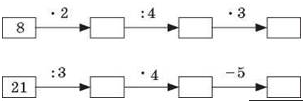 · 2 : 4 · 3
8
: 3 · 4 – 5
21